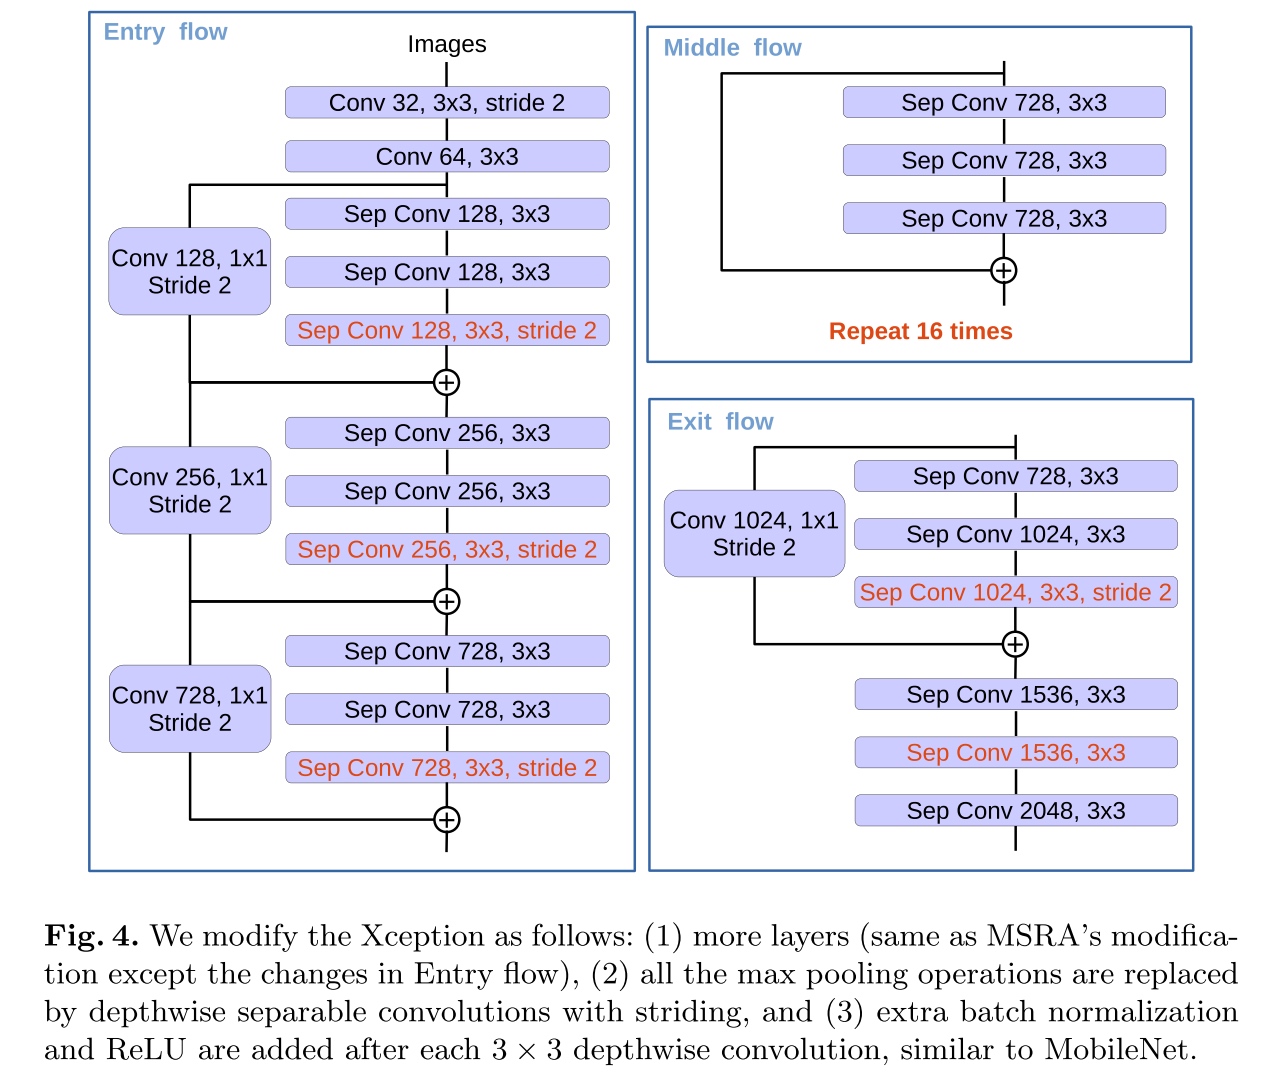 Entry flow
Images
Conv 32, 3x3, stride 2
Conv 64, 3x3
Sep Conv 128, 3x3
Conv 128, 1x1
Stride 2
Sep Conv 128, 3x3
Sep Conv 128, 3x3, stride 2
Sep Conv 256, 3x3
Conv 256, 1x1
Stride 2
Sep Conv 256, 3x3
Sep Conv 256, 3x3, stride 2
Sep Conv 728, 3x3
Conv 728, 1x1
Stride 2
Sep Conv 728, 3x3
Sep Conv 728, 3x3, stride 2
Middle flow
Sep Conv 728, 3x3
Sep Conv 728, 3x3
Sep Conv 728, 3x3
Repeat 16 times
Exit flow
Sep Conv 728, 3x3
Conv 1024, 1x1
Stride 2
Sep Conv 1024, 3x3
Sep Conv 1024, 3x3, stride 2
Sep Conv 1536, 3x3
Sep Conv 1536, 3x3
Sep Conv 2048, 3x3
Fig. 4. We modify the Xception as follows: (1) more layers (same as MSRA's modifica-
tion except the changes in Entry flow), (2) all the max pooling operations are replaced
by depthwise separable convolutions with striding, and (3) extra batch normalization
and ReLU are added after each 3 × 3 depthwise convolution, similar to MobileNet.